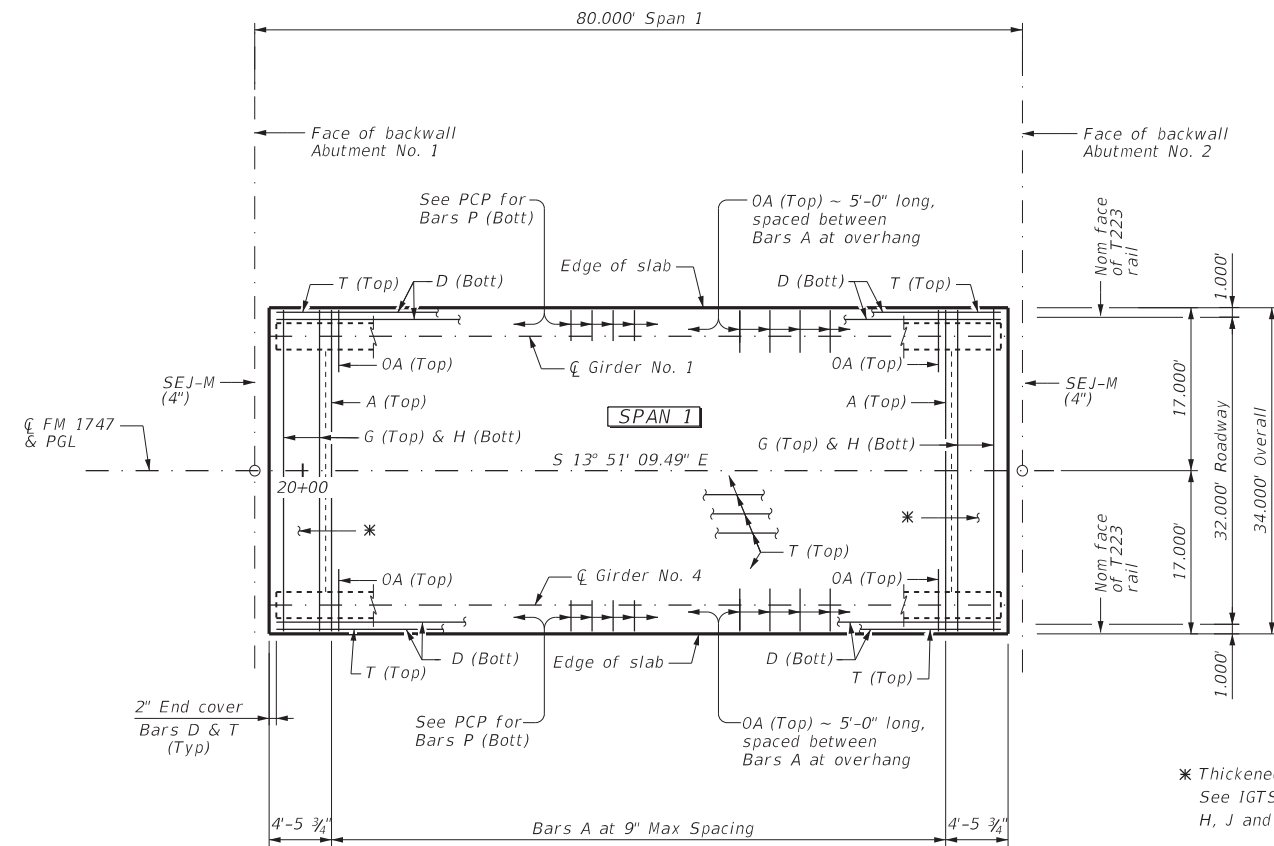 80.000' Span 1
Face of backwall
Abutment No. 1
Face of backwall
Abutment No. 2
See PCP for
Bars P (Bott)
OA (Top) ~ 5'-0" long,
spaced between
Bars A at overhang
Nom face
of T223
rail
1.000'
Edge of slab
T (Top)
D (Bott)
D (Bott)
T (Top)
OA (Top)
℄ Girder No. 1
OA (Top)
SEJ-M
(4")
SEJ-M
(4")
A (Top)
SPAN 1
A (Top)
17.000'
℄ FM 1747
& PGL
G (Top) & H (Bott)
G (Top) & H (Bott)
S 13° 51' 09.49" E
20+00
32.000' Roadway
34.000' Overall
✳
✳
T (Top)
Nom face
of T223
rail
17.000'
OA (Top)
℄ Girder No. 4
OA (Top)
D (Bott)
T (Top)
Edge of slab
D (Bott)
T (Top)
1.000'
2" End cover
Bars D & T
(Typ)
See PCP for
Bars P (Bott)
OA (Top) ~ 5'-0" long,
spaced between
Bars A at overhang
✳ Thickene
See IGTS
H, J and
4'-5 ¾"
Bars A at 9" Max Spacing
4'-5 ¾"